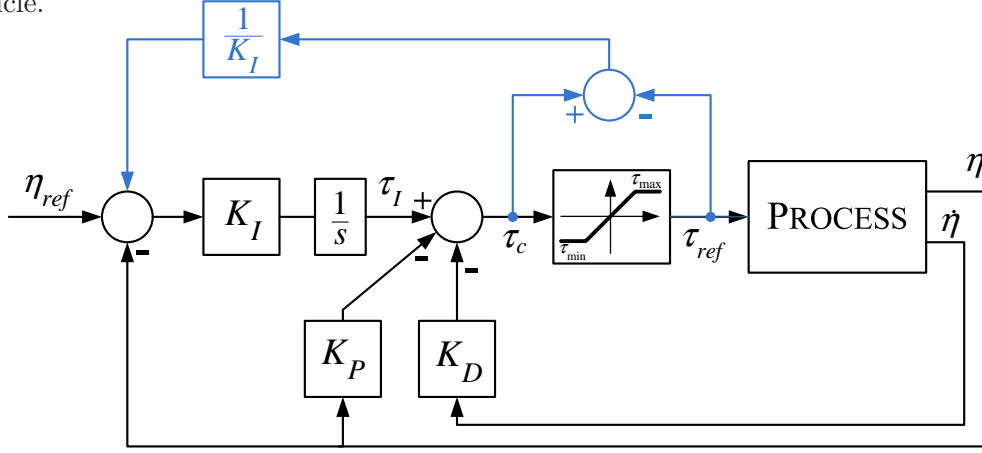 icle.
1
K_I
+ -
η_ref
K_I
1
s
τ_I
+
τ_c
τ_max
τ_min
τ_ref
PROCESS
η
η̇
-
-
-
K_P
K_D